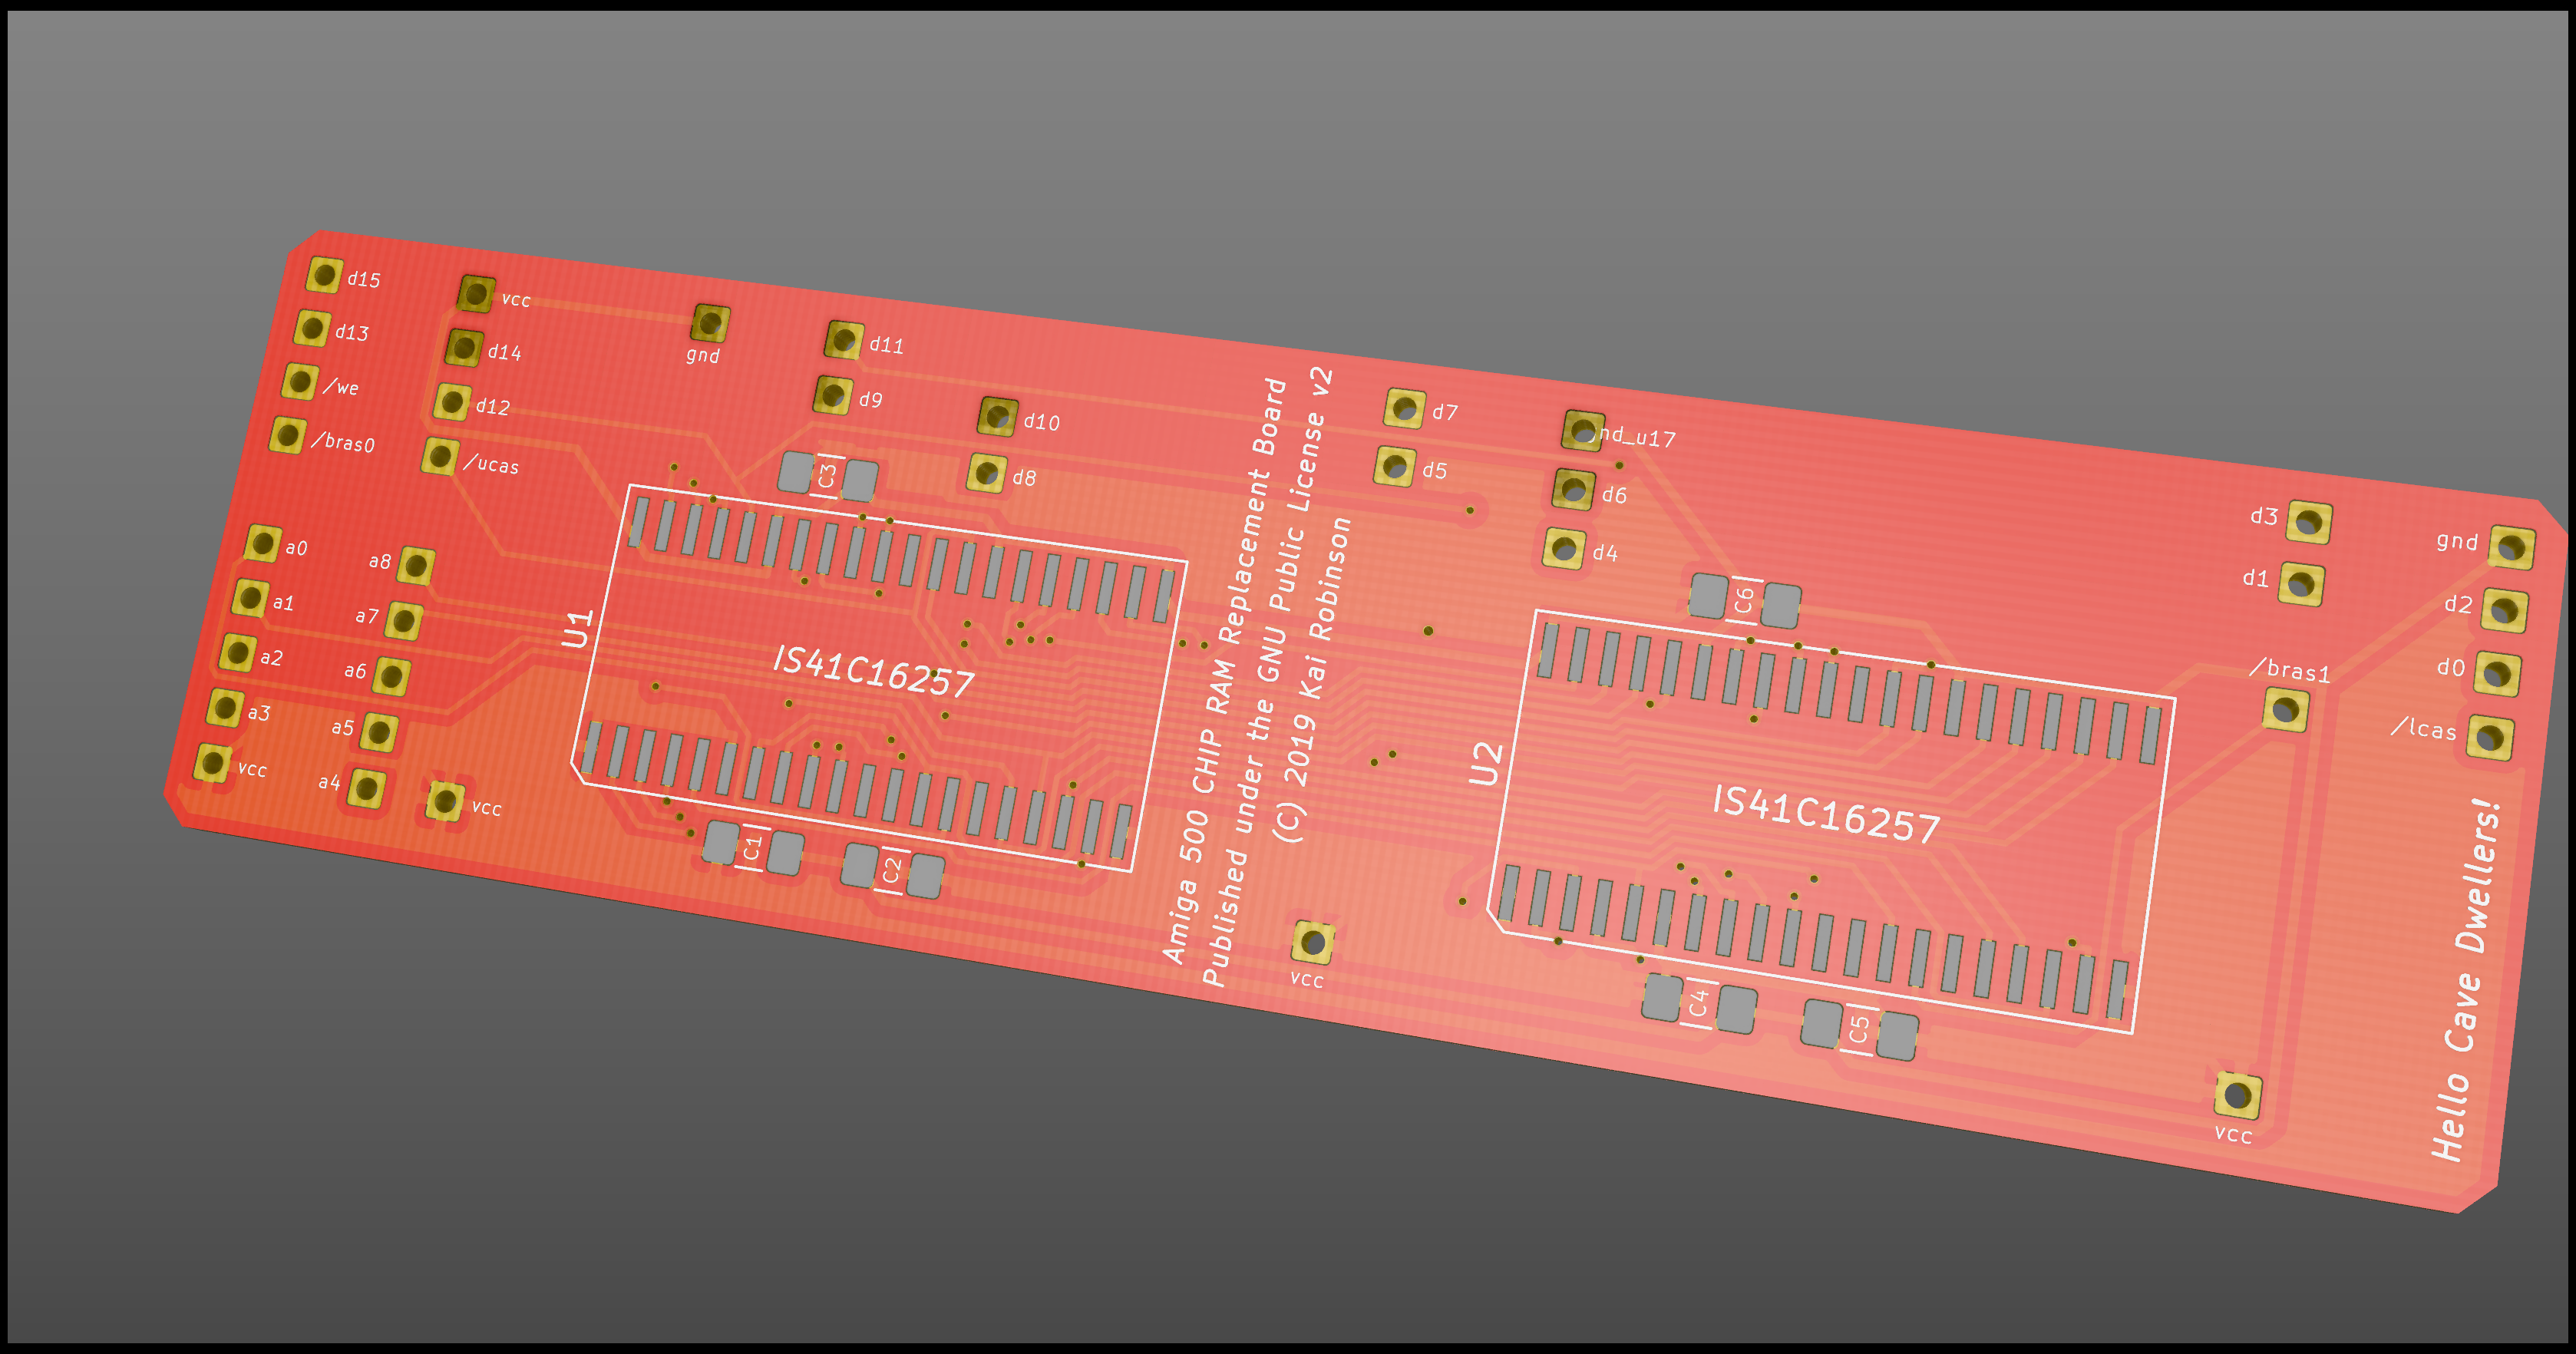 d15
vcc
d13
d14
gnd
d11
/we
d12
d9
d10
/bras0
/ucas
C3
d8
d7
nd_u17
d5
d6
d4
d3
gnd
d1
d2
/bras1
d0
/lcas
a0
a8
a1
a7
a2
a6
a3
a5
vcc
a4
vcc
U1
IS41C16257
C1
C2
Amiga 500 CHIP RAM Replacement Board
Published under the GNU Public License v2
(C) 2019 Kai Robinson
vcc
C6
U2
IS41C16257
C4
C5
vcc
Hello Cave Dwellers!